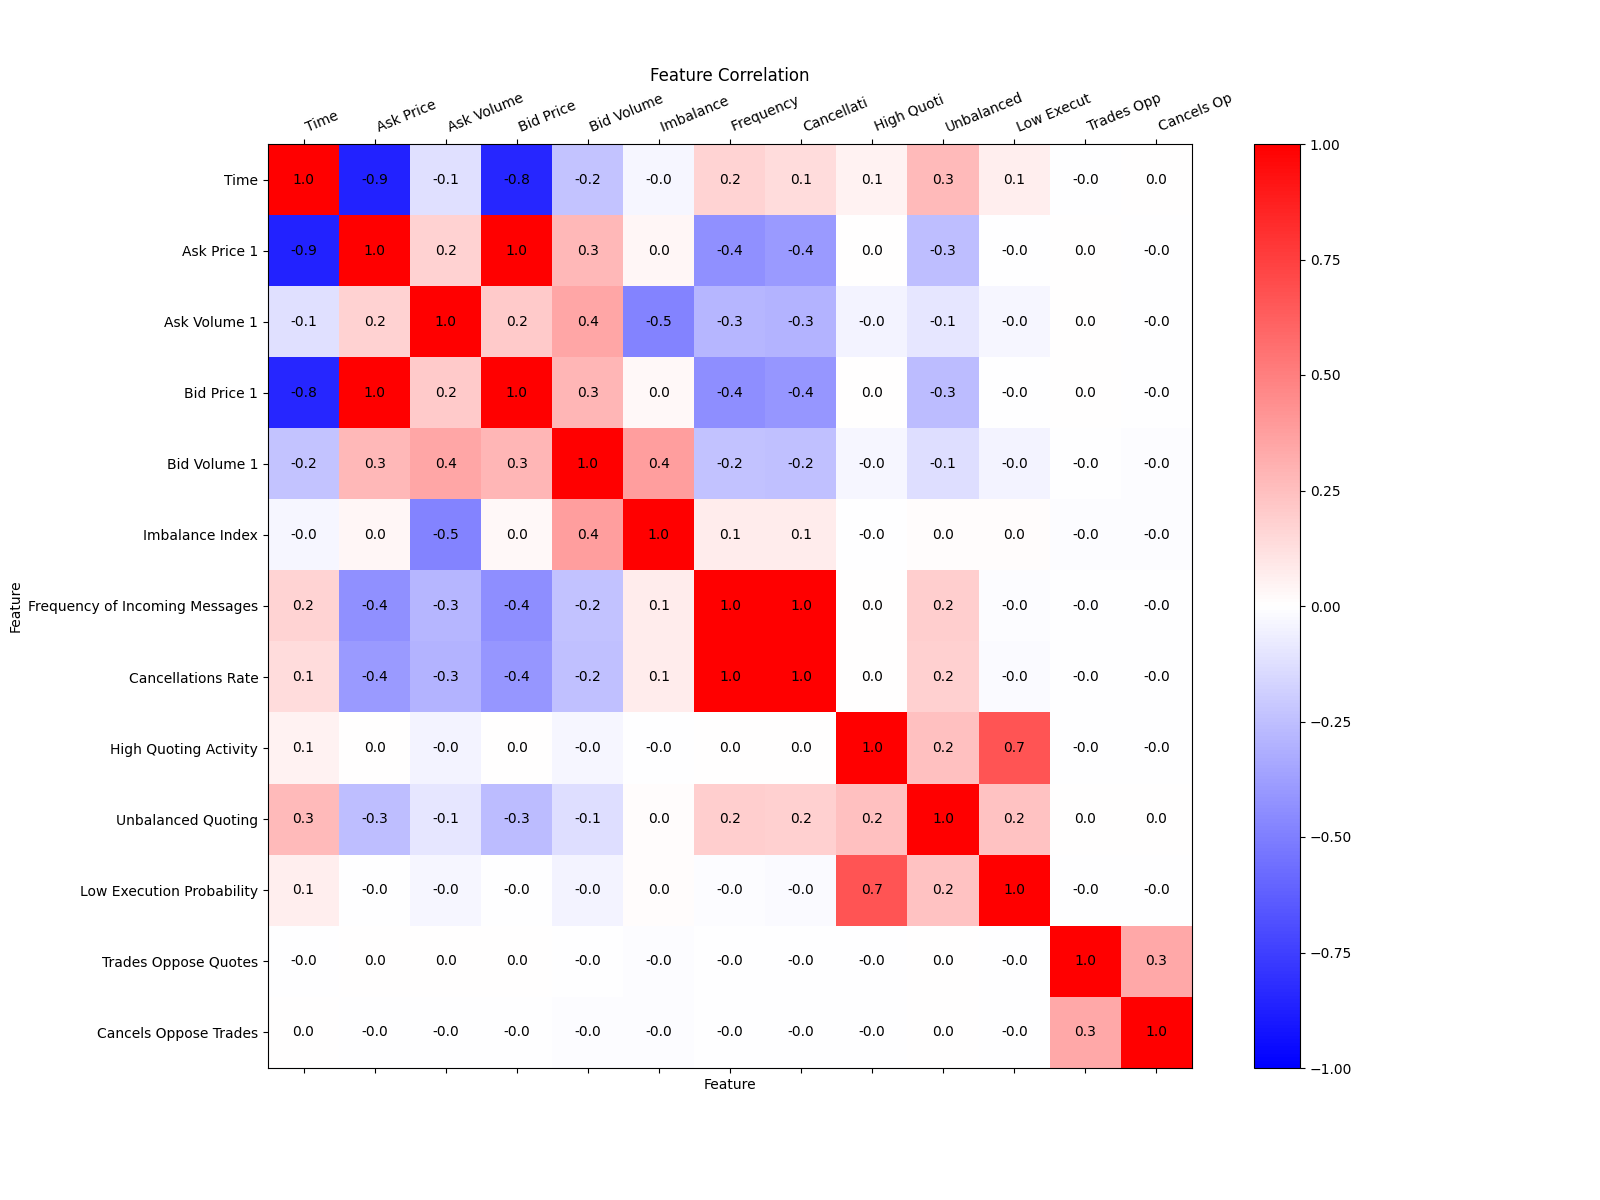 Feature Correlation
Time Ask Price Ask Volume Bid Price Bid Volume Imbalance Frequency Cancellati High Quoti Unbalanced Low Execut Trades Opp Cancels Op
Time 1.0 -0.9 -0.1 -0.8 -0.2 -0.0 0.2 0.1 0.1 0.3 0.1 -0.0 0.0
Ask Price 1 -0.9 1.0 0.2 1.0 0.3 0.0 -0.4 -0.4 0.0 -0.3 -0.0 0.0 -0.0
Ask Volume 1 -0.1 0.2 1.0 0.2 0.4 -0.5 -0.3 -0.3 -0.0 -0.1 -0.0 0.0 -0.0
Bid Price 1 -0.8 1.0 0.2 1.0 0.3 0.0 -0.4 -0.4 0.0 -0.3 -0.0 0.0 -0.0
Bid Volume 1 -0.2 0.3 0.4 0.3 1.0 0.4 -0.2 -0.2 -0.0 -0.1 -0.0 -0.0 -0.0
Imbalance Index -0.0 0.0 -0.5 0.0 0.4 1.0 0.1 0.1 -0.0 0.0 0.0 -0.0 -0.0
Frequency of Incoming Messages 0.2 -0.4 -0.3 -0.4 -0.2 0.1 1.0 1.0 0.0 0.2 -0.0 -0.0 -0.0
Cancellations Rate 0.1 -0.4 -0.3 -0.4 -0.2 0.1 1.0 1.0 0.0 0.2 -0.0 -0.0 -0.0
High Quoting Activity 0.1 0.0 -0.0 0.0 -0.0 -0.0 0.0 0.0 1.0 0.2 0.7 -0.0 -0.0
Unbalanced Quoting 0.3 -0.3 -0.1 -0.3 -0.1 0.0 0.2 0.2 0.2 1.0 0.2 0.0 0.0
Low Execution Probability 0.1 -0.0 -0.0 -0.0 -0.0 0.0 -0.0 -0.0 0.7 0.2 1.0 -0.0 -0.0
Trades Oppose Quotes -0.0 0.0 0.0 0.0 -0.0 -0.0 -0.0 -0.0 -0.0 0.0 -0.0 1.0 0.3
Cancels Oppose Trades 0.0 -0.0 -0.0 -0.0 -0.0 -0.0 -0.0 -0.0 -0.0 0.0 -0.0 0.3 1.0
Feature
Feature
1.00
0.75
0.50
0.25
0.00
−0.25
−0.50
−0.75
−1.00